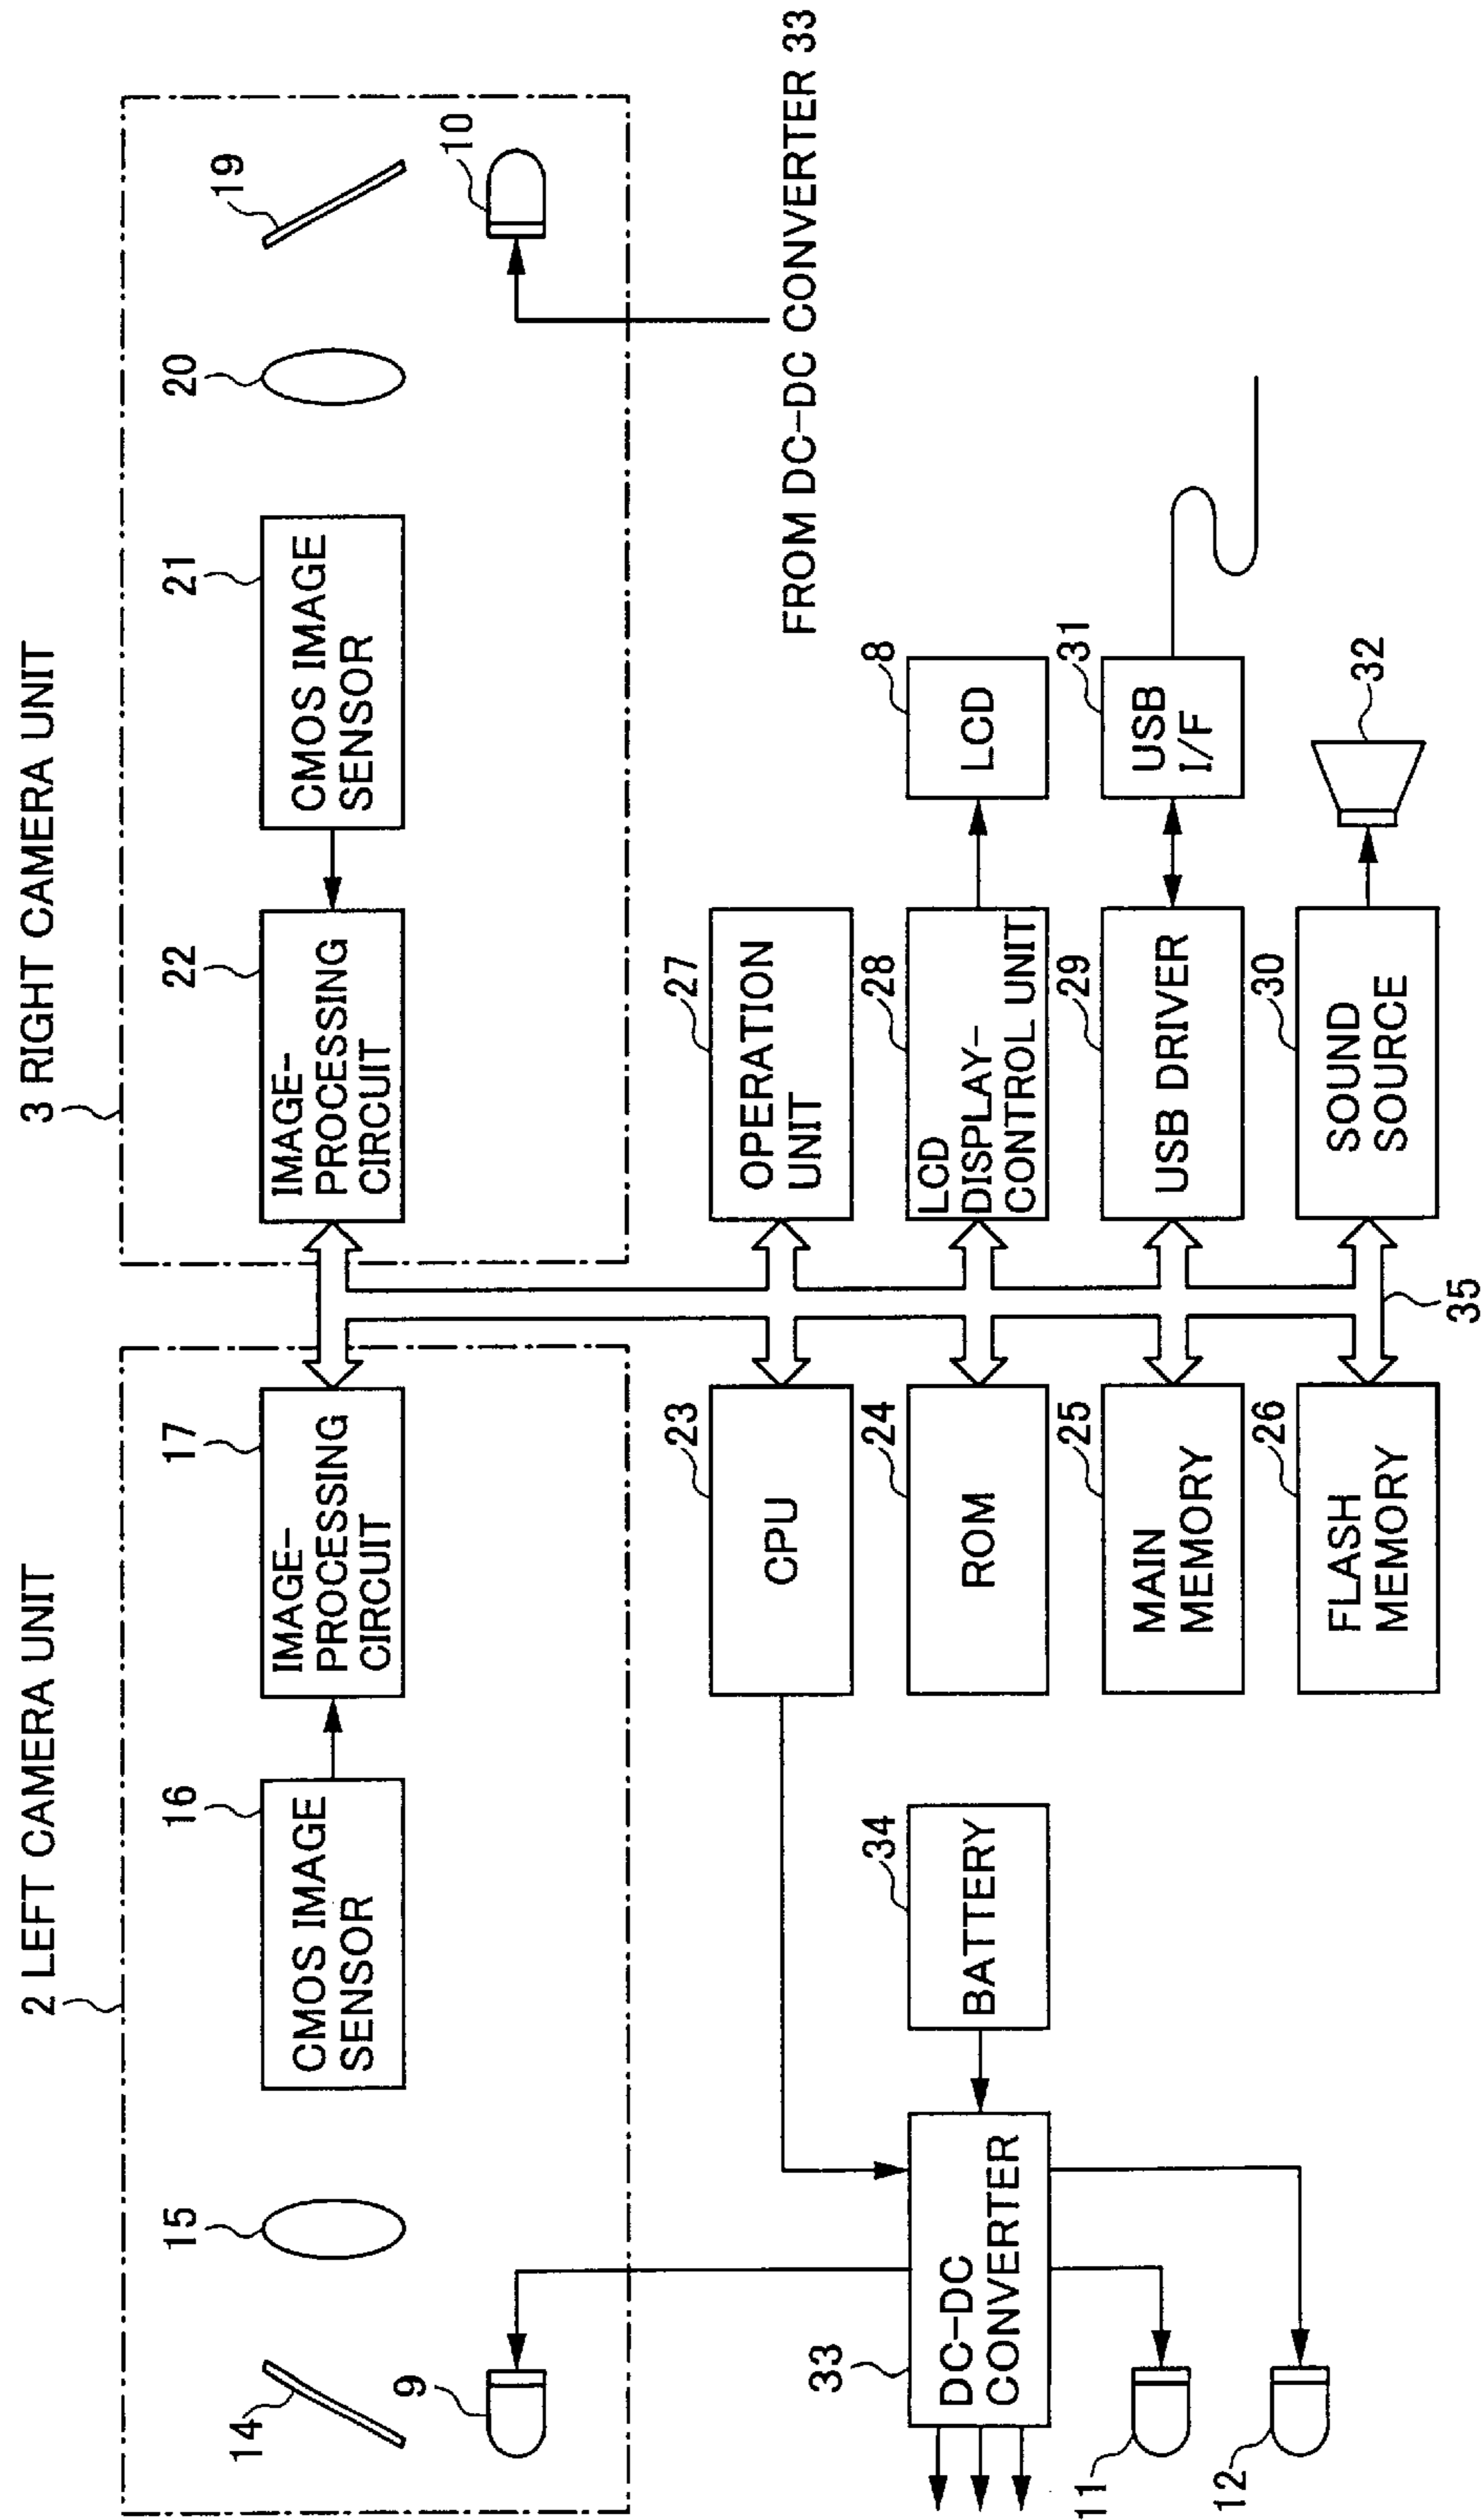 2 LEFT CAMERA UNIT
3 RIGHT CAMERA UNIT
14
15
16
17
22
21
20
19
CMOS IMAGE
SENSOR
IMAGE-
PROCESSING
CIRCUIT
IMAGE-
PROCESSING
CIRCUIT
CMOS IMAGE
SENSOR
9
10
23
CPU
27
OPERATION
UNIT
FROM DC-DC CONVERTER 33
33
DC-DC
CONVERTER
34
BATTERY
24
ROM
28
LCD
DISPLAY-
CONTROL UNIT
8
LCD
11
25
MAIN
MEMORY
29
USB DRIVER
31
USB
I/F
12
26
FLASH
MEMORY
30
SOUND
SOURCE
32
35